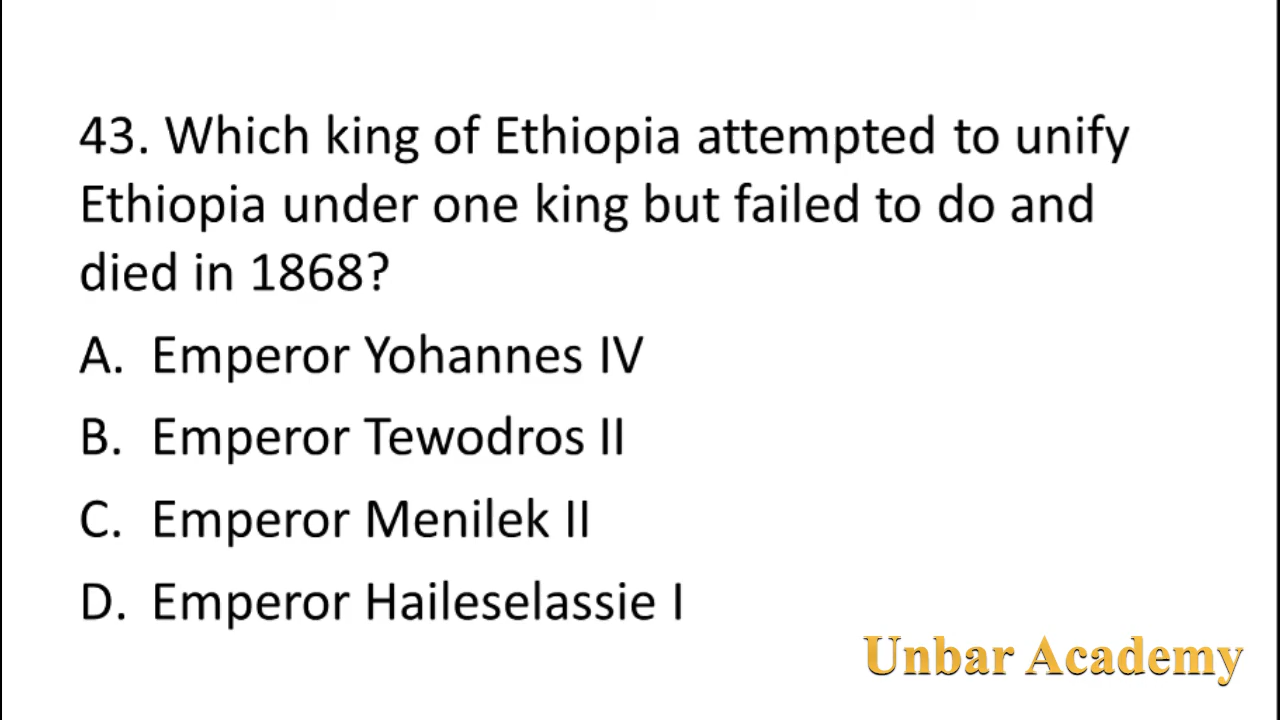 43. Which king of Ethiopia attempted to unify
Ethiopia under one king but failed to do and
died in 1868?
A. Emperor Yohannes IV
B. Emperor Tewodros II
C. Emperor Menilek II
D. Emperor Haileselassie I
Unbar Academy